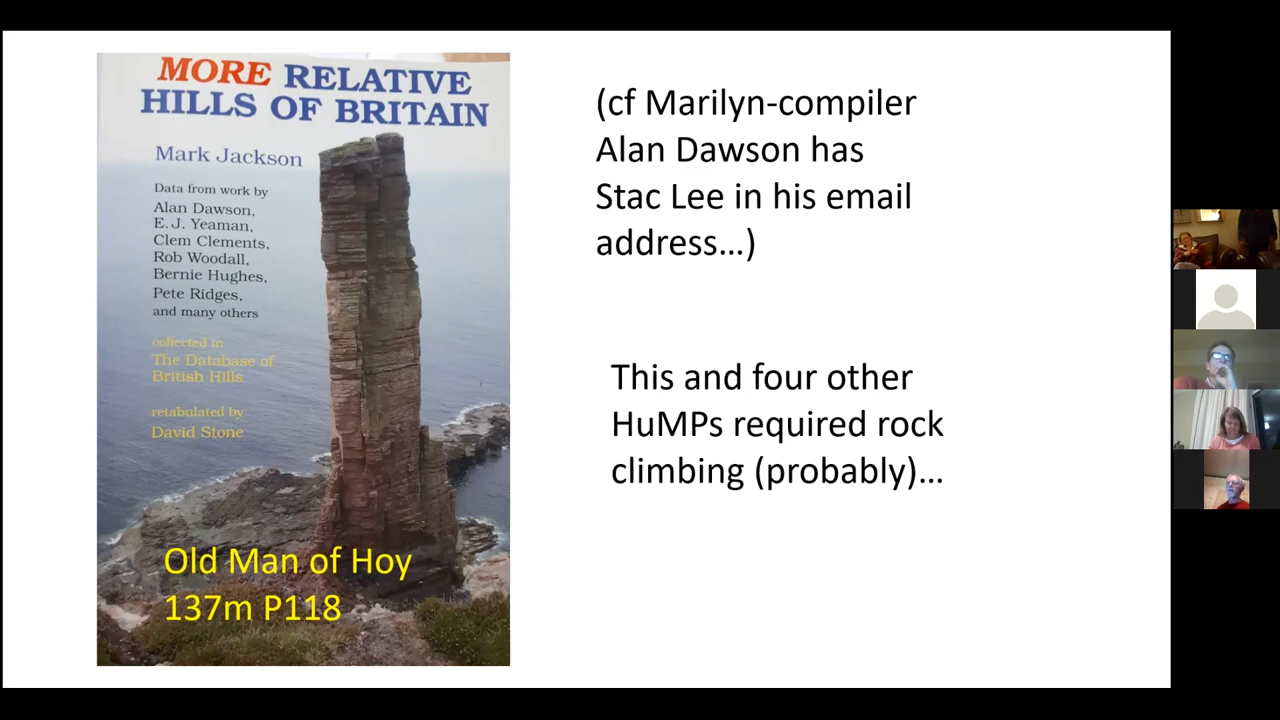 MORE RELATIVE
HILLS OF BRITAIN
Mark Jackson
Data from work by
Alan Dawson,
E.J. Yeaman,
Clem Clements,
Rob Woodall,
Bernie Hughes,
Pete Ridges,
and many others
collected in
The Database of
British Hills
retabulated by
David Stone
Old Man of Hoy
137m P118
(cf Marilyn-compiler
Alan Dawson has
Stac Lee in his email
address...)
This and four other
HuMPs required rock
climbing (probably)...